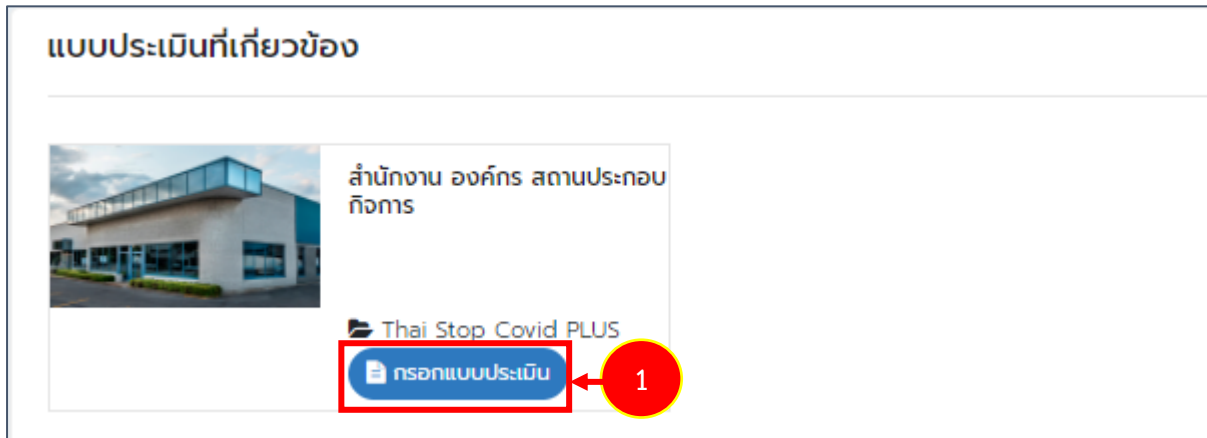 แบบประเมินที่เกี่ยวข้อง
สำนักงาน องค์กร สถานประกอบ
กิจการ
Thai Stop Covid PLUS
กรอกแบบประเมิน
1